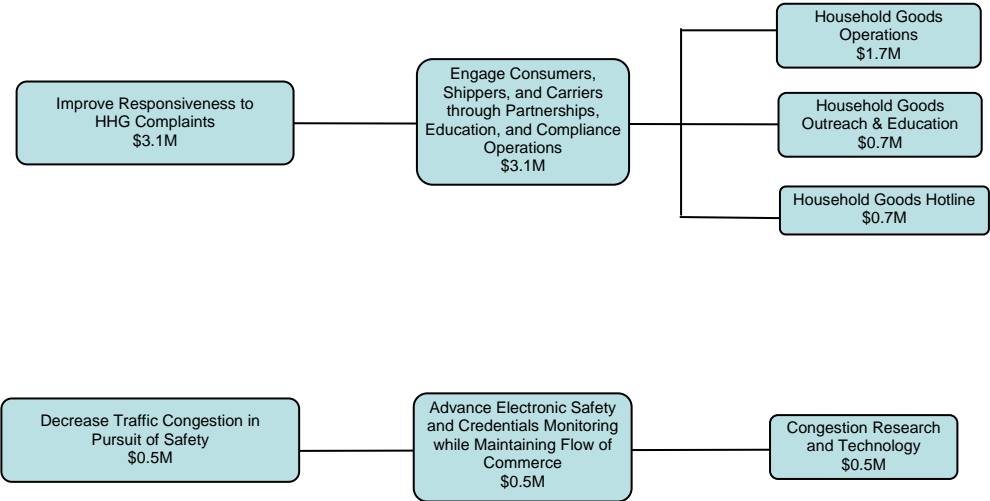 Improve Responsiveness to
HHG Complaints
$3.1M
Engage Consumers,
Shippers, and Carriers
through Partnerships,
Education, and Compliance
Operations
$3.1M
Household Goods
Operations
$1.7M
Household Goods
Outreach & Education
$0.7M
Household Goods Hotline
$0.7M
Decrease Traffic Congestion in
Pursuit of Safety
$0.5M
Advance Electronic Safety
and Credentials Monitoring
while Maintaining Flow of
Commerce
$0.5M
Congestion Research
and Technology
$0.5M